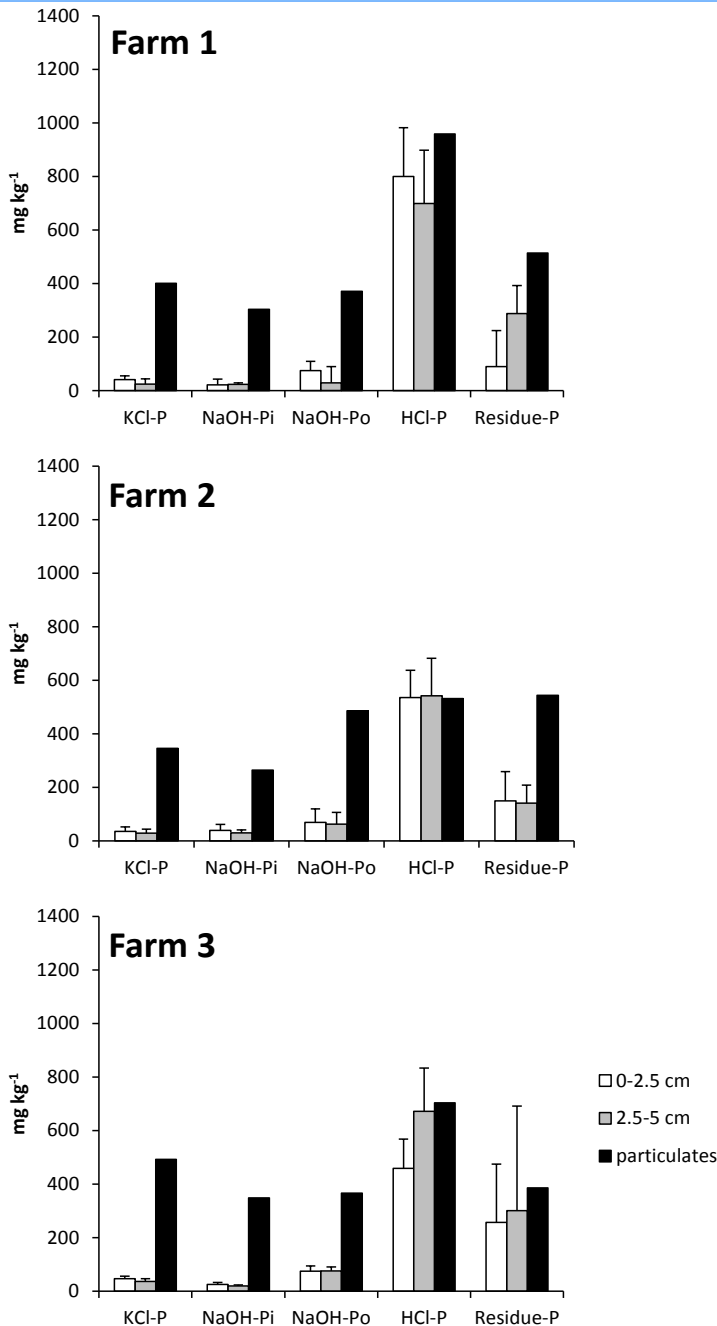 1400
Farm 1
1200
1000
800
600
400
200
0
mg kg⁻¹
KCl-P NaOH-Pi NaOH-Po HCl-P Residue-P
1400
Farm 2
1200
1000
800
600
400
200
0
mg kg⁻¹
KCl-P NaOH-Pi NaOH-Po HCl-P Residue-P
1400
Farm 3
1200
1000
800
600
400
200
0
mg kg⁻¹
KCl-P NaOH-Pi NaOH-Po HCl-P Residue-P
0-2.5 cm
2.5-5 cm
particulates